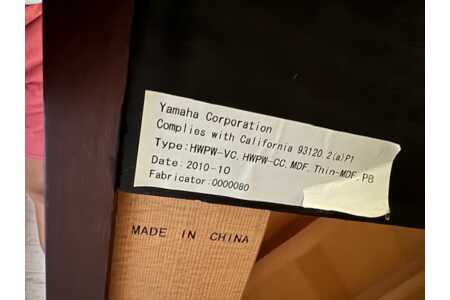 Yamaha Corporation
Complies with California 93120.2(a)P1
Type:HWPW-VC.HWPW-CC.MDF.Thin-MDF.PB
Date:2010-10
Fabricator:0000080
MADE IN CHINA